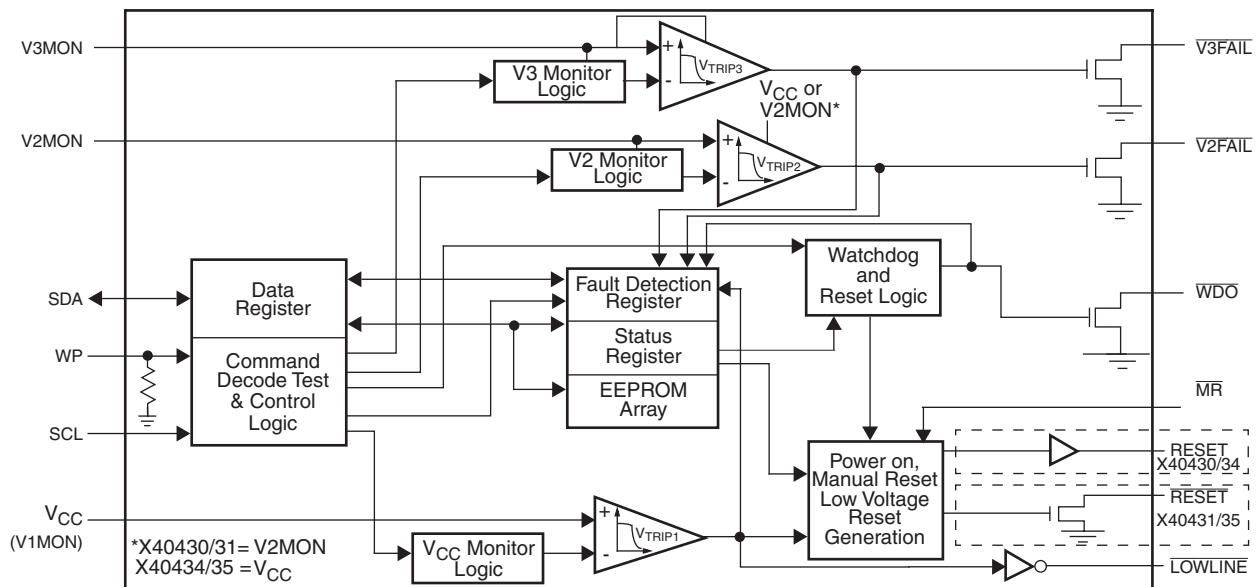 V3MON
V3 Monitor
Logic
+
-
VTRIP3
V3FAIL
VCC or
V2MON*
V2MON
V2 Monitor
Logic
+
-
VTRIP2
V2FAIL
SDA
WP
SCL
Data
Register
Command
Decode Test
& Control
Logic
Fault Detection
Register
Status
Register
EEPROM
Array
Watchdog
and
Reset Logic
WDO
MR
Power on,
Manual Reset
Low Voltage
Reset
Generation
RESET
X40430/34
RESET
X40431/35
VCC
(V1MON)
*X40430/31= V2MON
X40434/35 =VCC
VCC Monitor
Logic
+
-
VTRIP1
LOWLINE